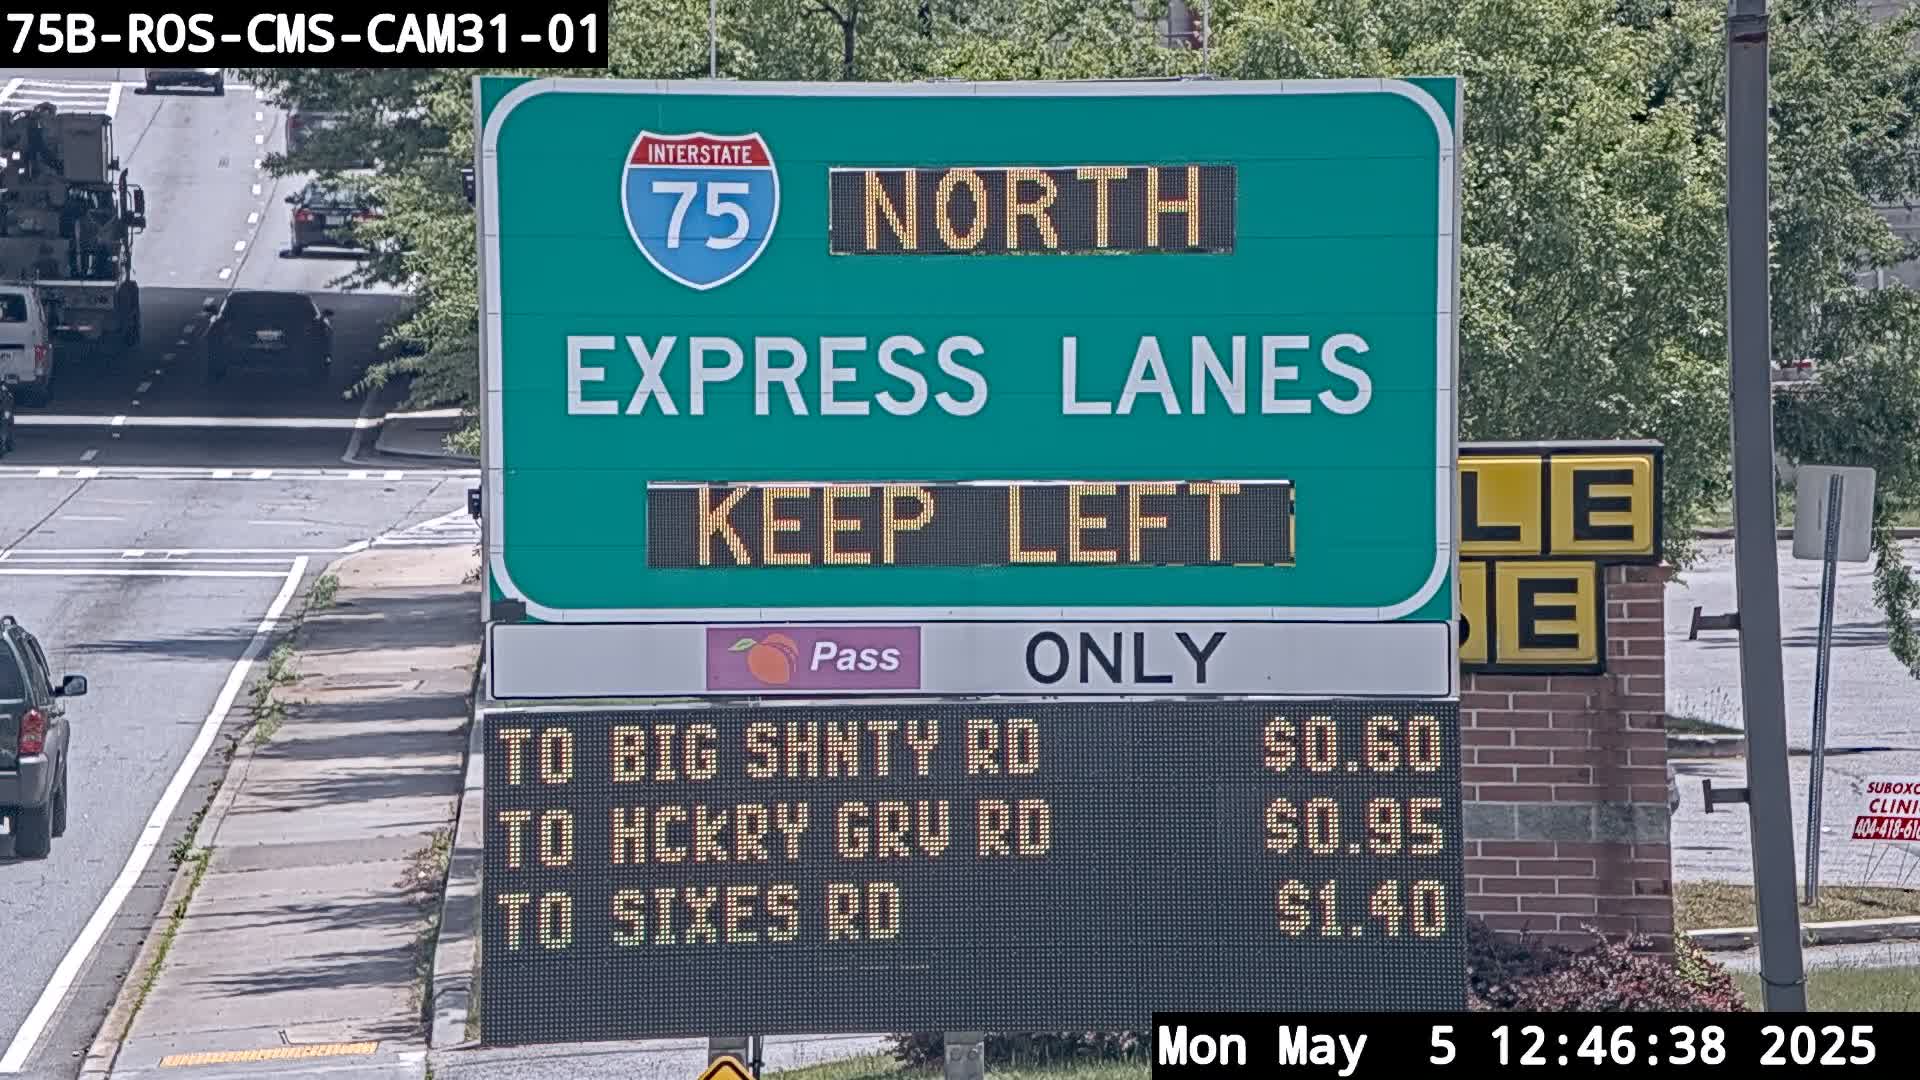 75B-ROS-CMS-CAM31-01
INTERSTATE
75
NORTH
EXPRESS LANES
KEEP LEFT
Pass ONLY
TO BIG SHNTY RD $0.60
TO HCKRY GRV RD $0.95
TO SIXES RD $1.40
LE
E
CLINI
Mon May 5 12:46:38 2025